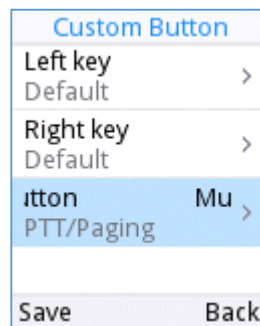 Custom Button
Left key
Default
Right key
Default
utton Mu
PTT/Paging
Save Back